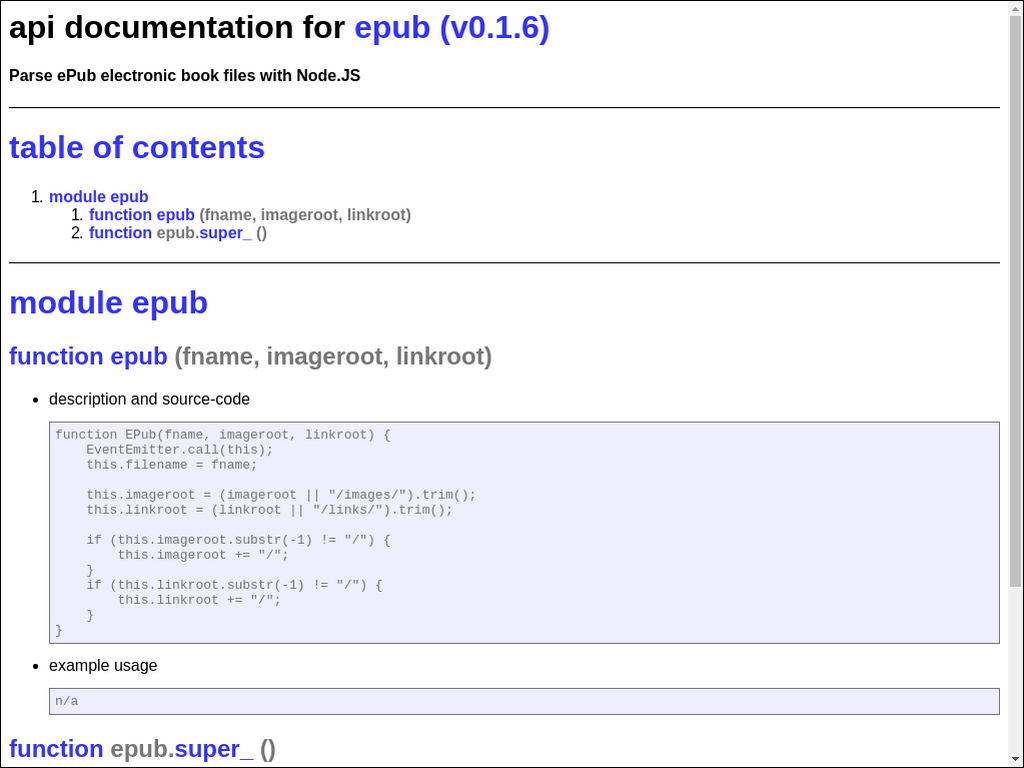 api documentation for epub (v0.1.6)
Parse ePub electronic book files with Node.JS
table of contents
1. module epub
1. function epub (fname, imageroot, linkroot)
2. function epub.super_ ()
module epub
function epub (fname, imageroot, linkroot)
• description and source-code
function EPub(fname, imageroot, linkroot) {
    EventEmitter.call(this);
    this.filename = fname;

    this.imageroot = (imageroot || "/images/").trim();
    this.linkroot = (linkroot || "/links/").trim();

    if (this.imageroot.substr(-1) != "/") {
        this.imageroot += "/";
    }
    if (this.linkroot.substr(-1) != "/") {
        this.linkroot += "/";
    }
}
• example usage
n/a
function epub.super_ ()